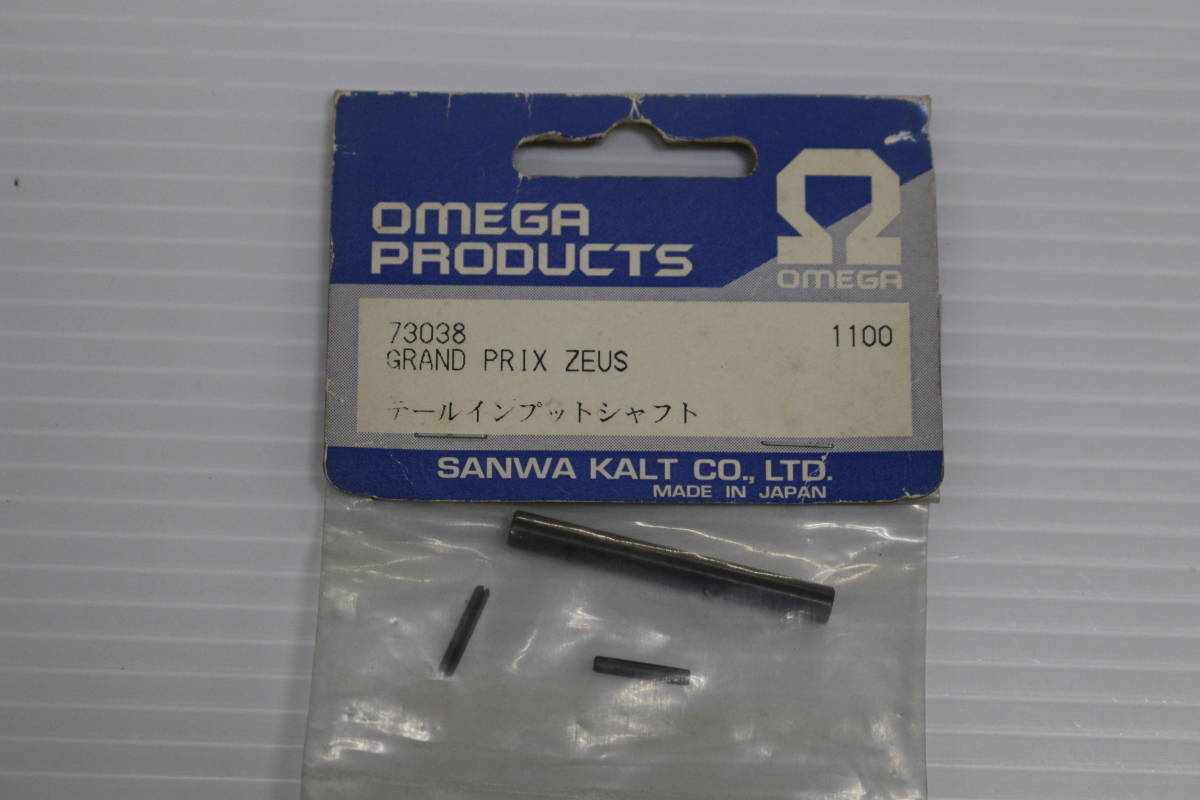 OMEGA
PRODUCTS
OMEGA
73038 1100
GRAND PRIX ZEUS
テールインプットシャフト
SANWA KALT CO., LTD.
MADE IN JAPAN